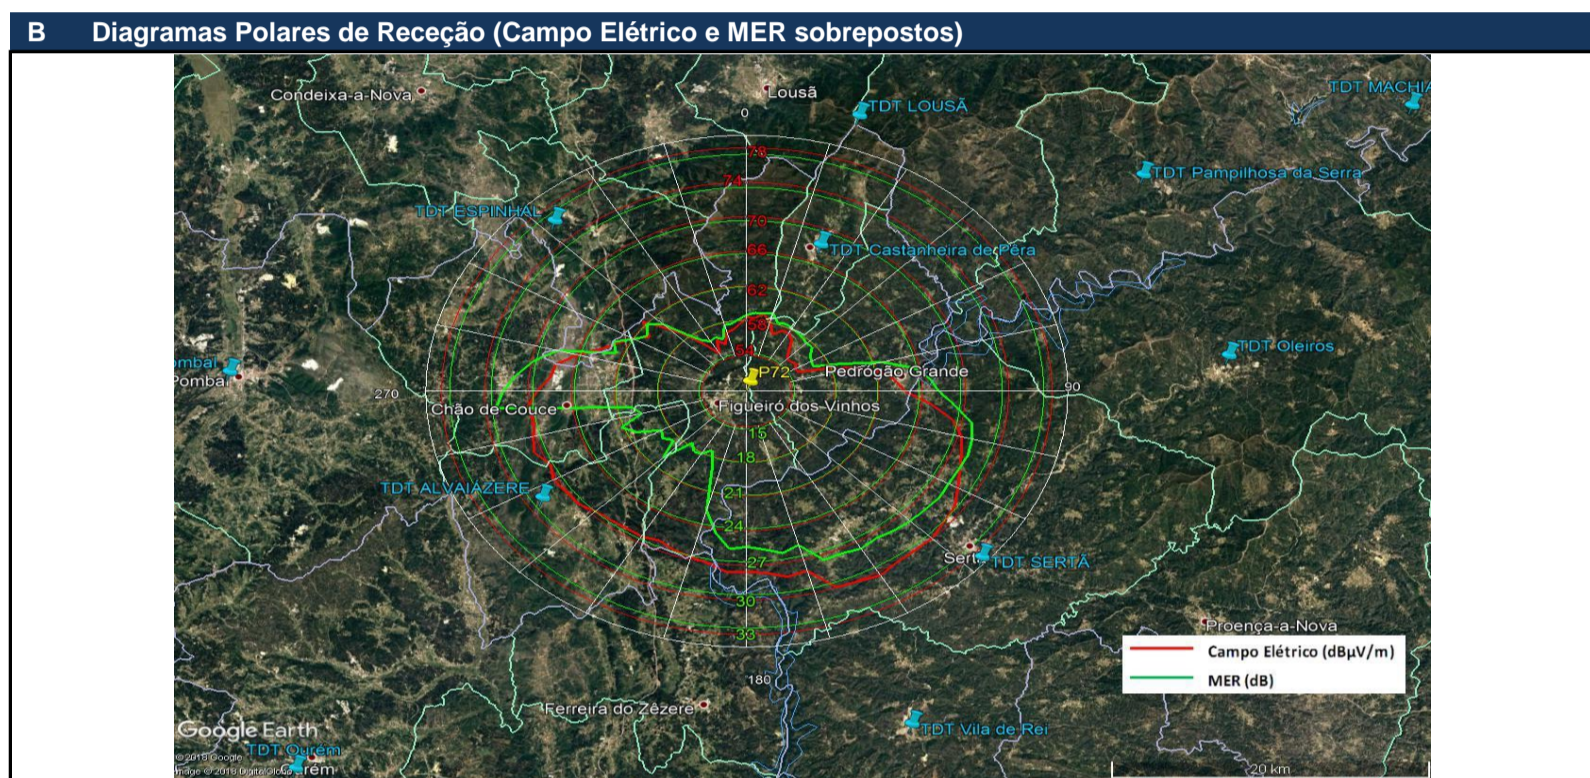 B Diagramas Polares de Receção (Campo Elétrico e MER sobrepostos)
Condeixa-a-Nova
Lousã
TDT LOUSÃ
TDT MACHIA
0
78
TDT Pampilhosa da Serra
74
TDT ESPINHAL
70
66
TDT Castanheira de Pêra
62
58
54
TDT Oleiros
ombal
Pombal
P72
Pedrógão Grande
270
90
Chão de Couce
Figueiró dos Vinhos
15
18
TDT ALVAIÁZERE
21
24
27
TDT SERTÃ
30
33
Proença-a-Nova
Campo Elétrico (dBµV/m)
MER (dB)
180
Ferreira do Zêzere
TDT Vila de Rei
Google Earth
TDT Ourém
© 2018 Google
20 km